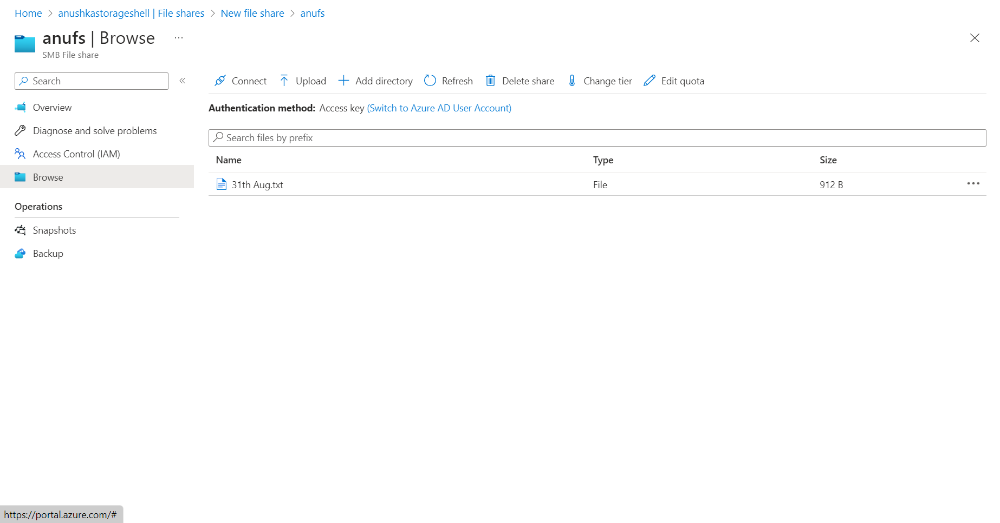 Home > anushkastorageshell | File shares > New file share > anufs
anufs | Browse ...
SMB File share
Search «
Connect Upload Add directory Refresh Delete share Change tier Edit quota
Overview
Diagnose and solve problems
Access Control (IAM)
Browse
Operations
Snapshots
Backup
Authentication method: Access key (Switch to Azure AD User Account)
Search files by prefix
Name Type Size
31th Aug.txt File 912 B ...
https://portal.azure.com/#